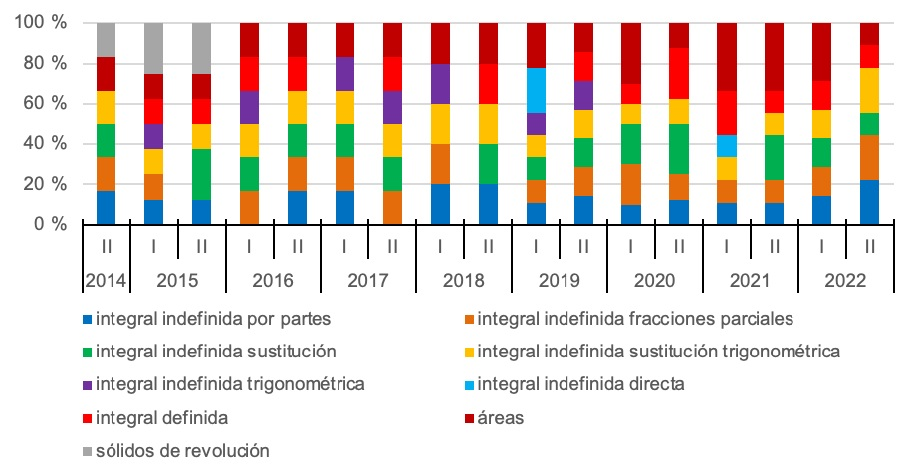 100 %
80 %
60 %
40 %
20 %
0 %
II I II I II I II I II I II I II I II I II
2014 2015 2016 2017 2018 2019 2020 2021 2022
integral indefinida por partes integral indefinida fracciones parciales
integral indefinida sustitución integral indefinida sustitución trigonométrica
integral indefinida trigonométrica integral indefinida directa
integral definida áreas
sólidos de revolución